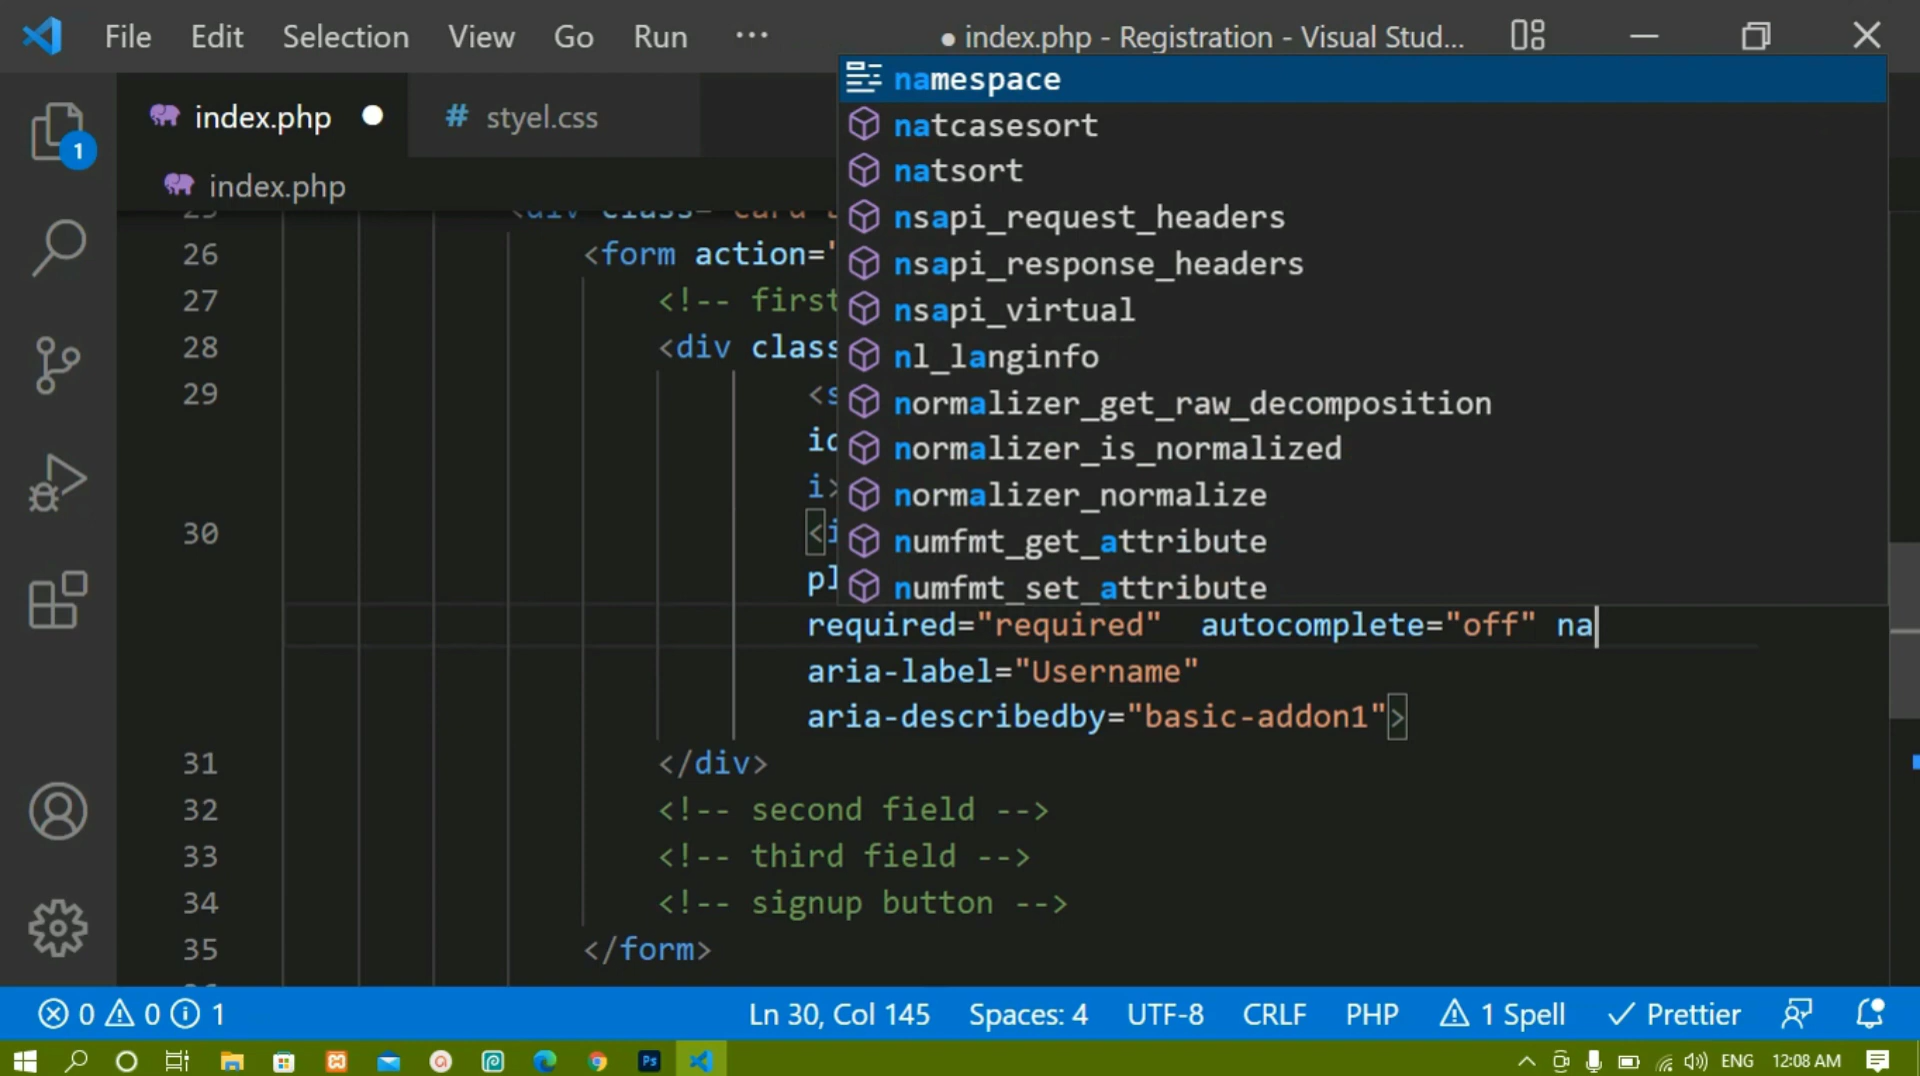 File Edit Selection View Go Run ··· ● index.php - Registration - Visual Stud...
index.php ● # styel.css
index.php
namespace
natcasesort
natsort
nsapi_request_headers
nsapi_response_headers
nsapi_virtual
nl_langinfo
normalizer_get_raw_decomposition
normalizer_is_normalized
normalizer_normalize
numfmt_get_attribute
numfmt_set_attribute
1
26 <form action="
27 <!-- first
28 <div class
29 <s
i>
30 <i
pl
required="required"  autocomplete="off" na
aria-label="Username"
aria-describedby="basic-addon1">
31 </div>
32 <!-- second field -->
33 <!-- third field -->
34 <!-- signup button -->
35 </form>
0 0 1 Ln 30, Col 145 Spaces: 4 UTF-8 CRLF PHP 1 Spell Prettier
Ps ENG 12:08 AM